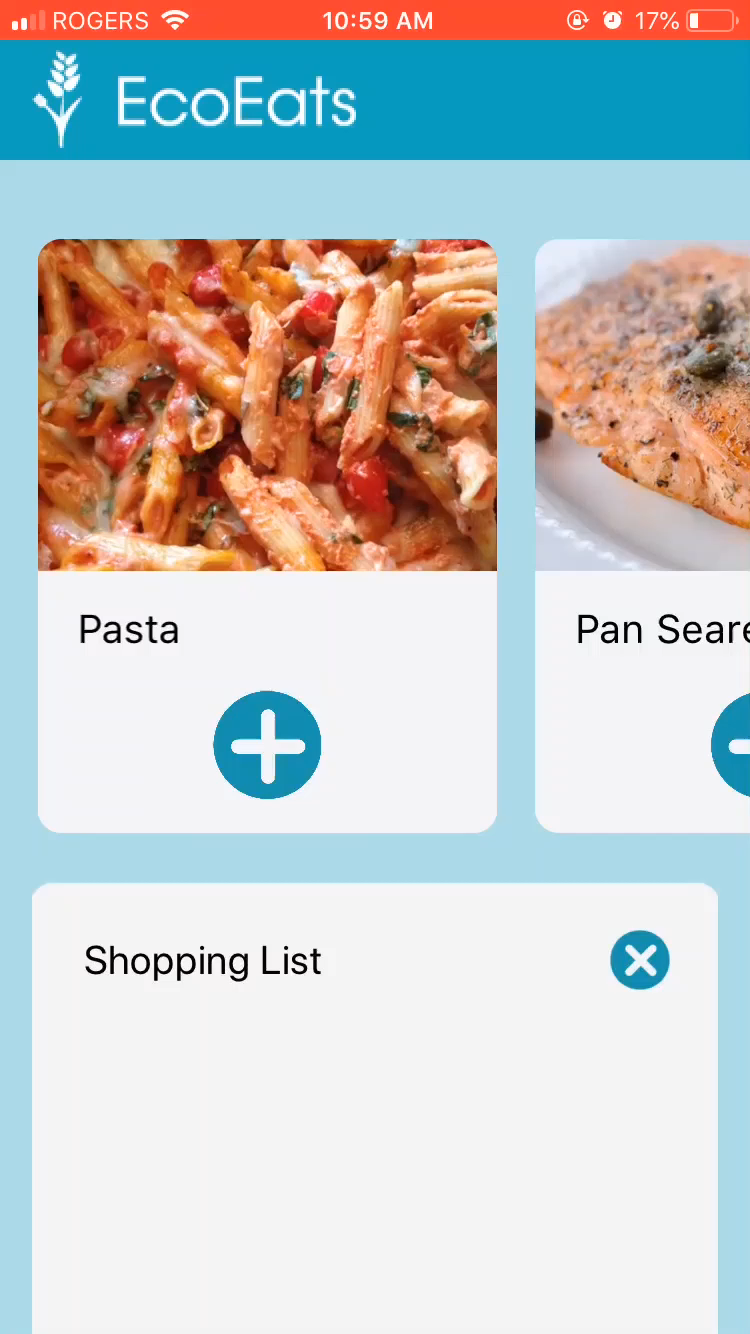 ROGERS 10:59 AM 17%
EcoEats
Pasta
Pan Seare
Shopping List